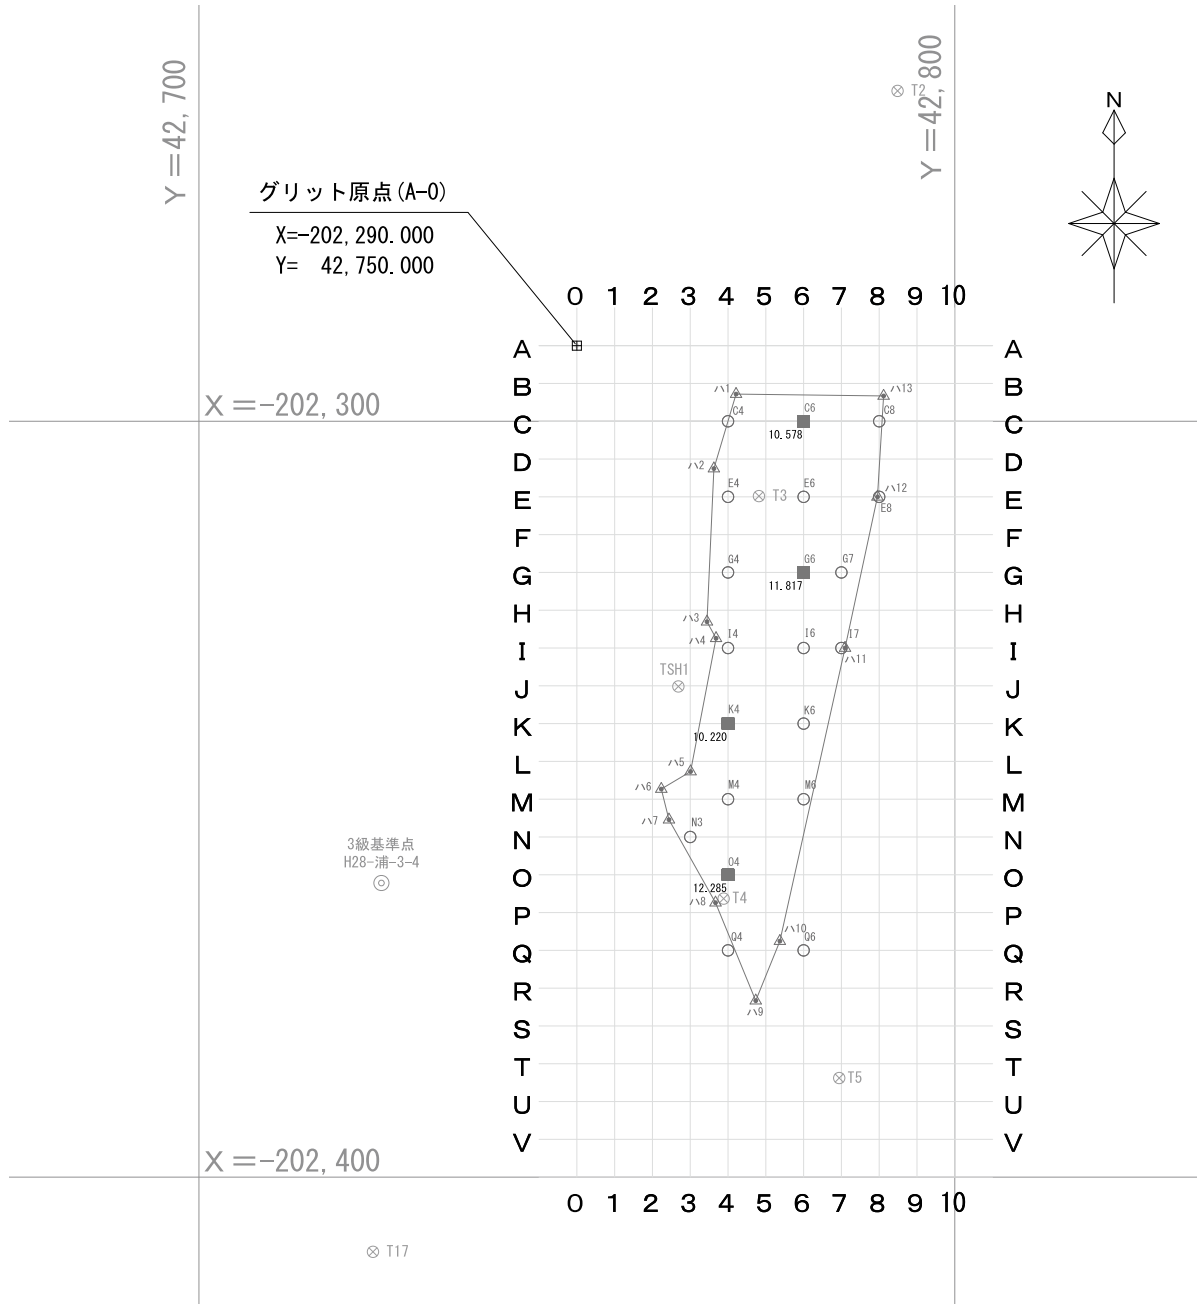 Y=42,700
Y=42,800
T2
N
グリット原点(A-0)
X=-202,290.000
Y= 42,750.000
0 1 2 3 4 5 6 7 8 9 10
A A
B ハ1 ハ13 B
X=-202,300
C C4 C6 C8 C
10.578
D ハ2 D
E E4 T3 E6 ハ12 E
E8
F F
G G4 G6 G7 G
11.817
H ハ3 H
I ハ4 I4 I6 I7 I
ハ11
TSH1
J J
K K4 K6 K
10.220
L ハ5 L
M ハ6 M4 M6 M
ハ7 N3
N N
3級基準点
H28-浦-3-4
O O4 O
12.285
ハ8 T4
P P
ハ10
Q Q4 Q6 Q
R R
ハ9
S S
T T5 T
U U
V V
X=-202,400
0 1 2 3 4 5 6 7 8 9 10
T17